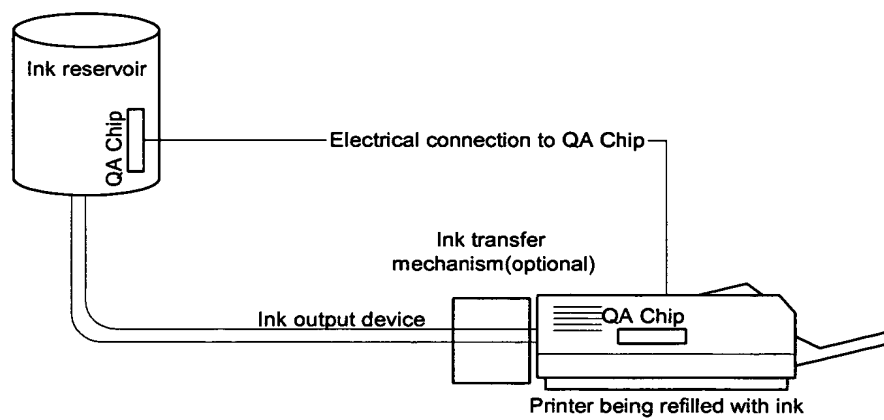 Ink reservoir
QA Chip
Electrical connection to QA Chip
Ink transfer
mechanism(optional)
Ink output device
QA Chip
Printer being refilled with ink